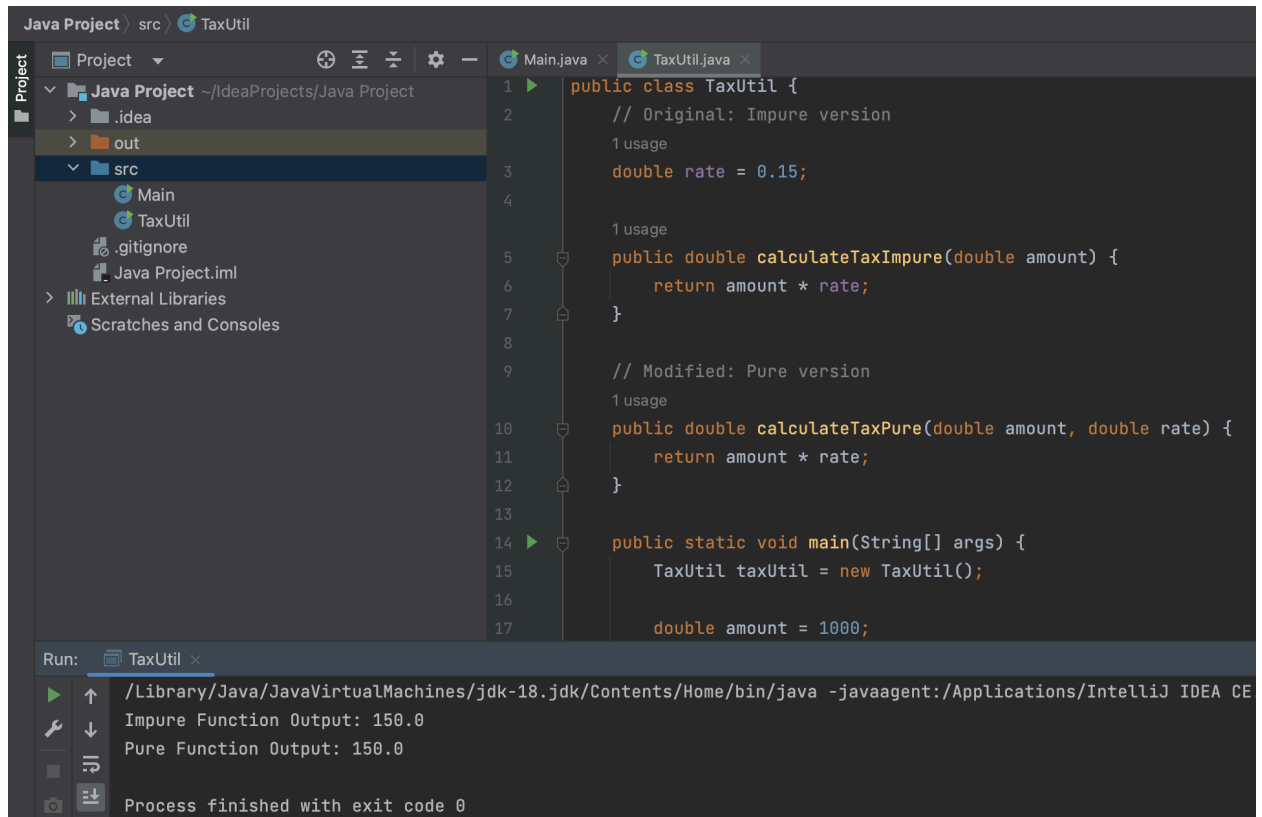 Java Project 〉 src 〉 TaxUtil
Project
Project
Java Project ~/IdeaProjects/Java Project
.idea
out
src
Main
TaxUtil
.gitignore
Java Project.iml
External Libraries
Scratches and Consoles
Main.java
TaxUtil.java
1 public class TaxUtil {
2 // Original: Impure version
1 usage
3 double rate = 0.15;
4
1 usage
5 public double calculateTaxImpure(double amount) {
6 return amount * rate;
7 }
8
9 // Modified: Pure version
1 usage
10 public double calculateTaxPure(double amount, double rate) {
11 return amount * rate;
12 }
13
14 public static void main(String[] args) {
15 TaxUtil taxUtil = new TaxUtil();
16
17 double amount = 1000;
Run: TaxUtil
/Library/Java/JavaVirtualMachines/jdk-18.jdk/Contents/Home/bin/java -javaagent:/Applications/IntelliJ IDEA CE.
Impure Function Output: 150.0
Pure Function Output: 150.0
Process finished with exit code 0